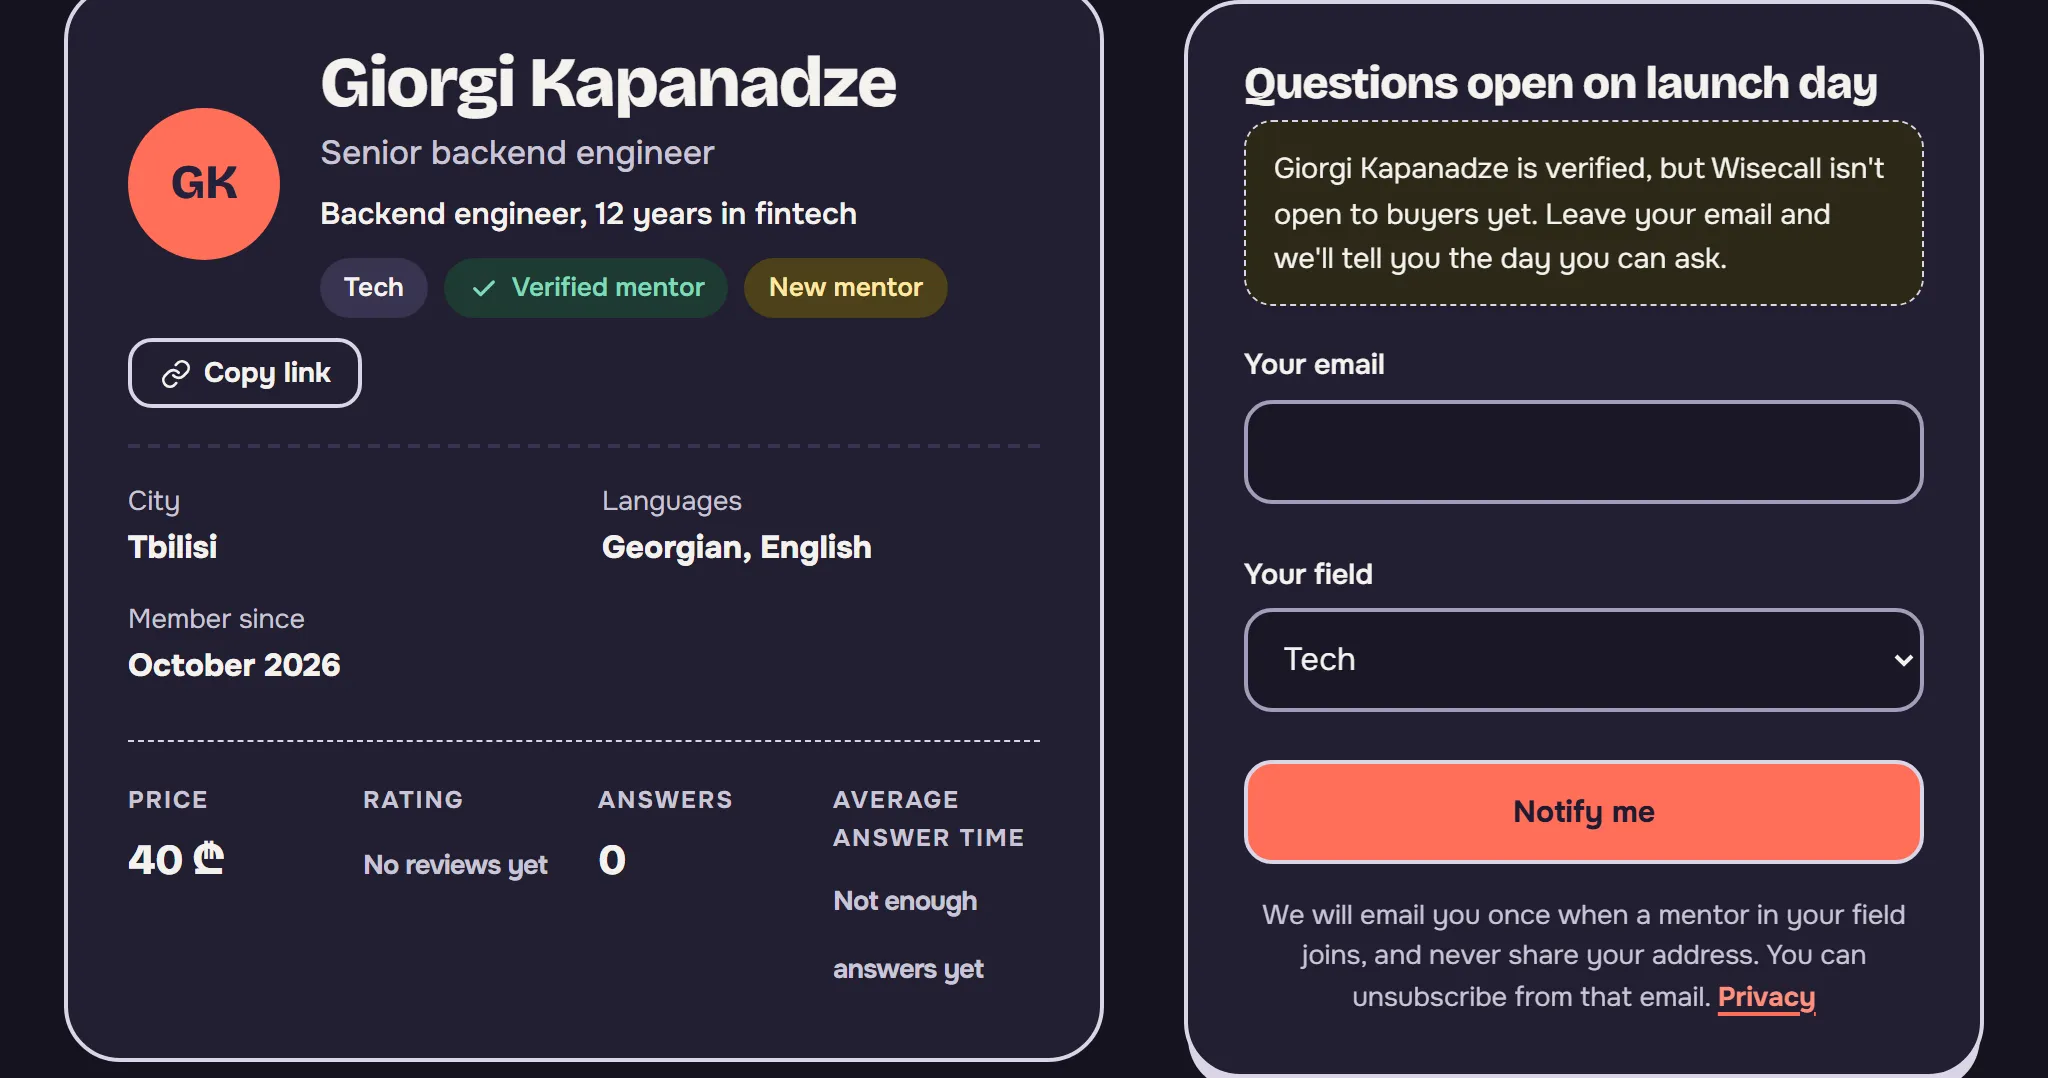 Giorgi Kapanadze
GK
Senior backend engineer
Backend engineer, 12 years in fintech
Tech
Verified mentor
New mentor
Copy link
City
Tbilisi
Languages
Georgian, English
Member since
October 2026
PRICE
40 ₾
RATING
No reviews yet
ANSWERS
0
AVERAGE
ANSWER TIME
Not enough
answers yet
Questions open on launch day
Giorgi Kapanadze is verified, but Wisecall isn't
open to buyers yet. Leave your email and
we'll tell you the day you can ask.
Your email
Your field
Tech
Notify me
We will email you once when a mentor in your field
joins, and never share your address. You can
unsubscribe from that email. Privacy